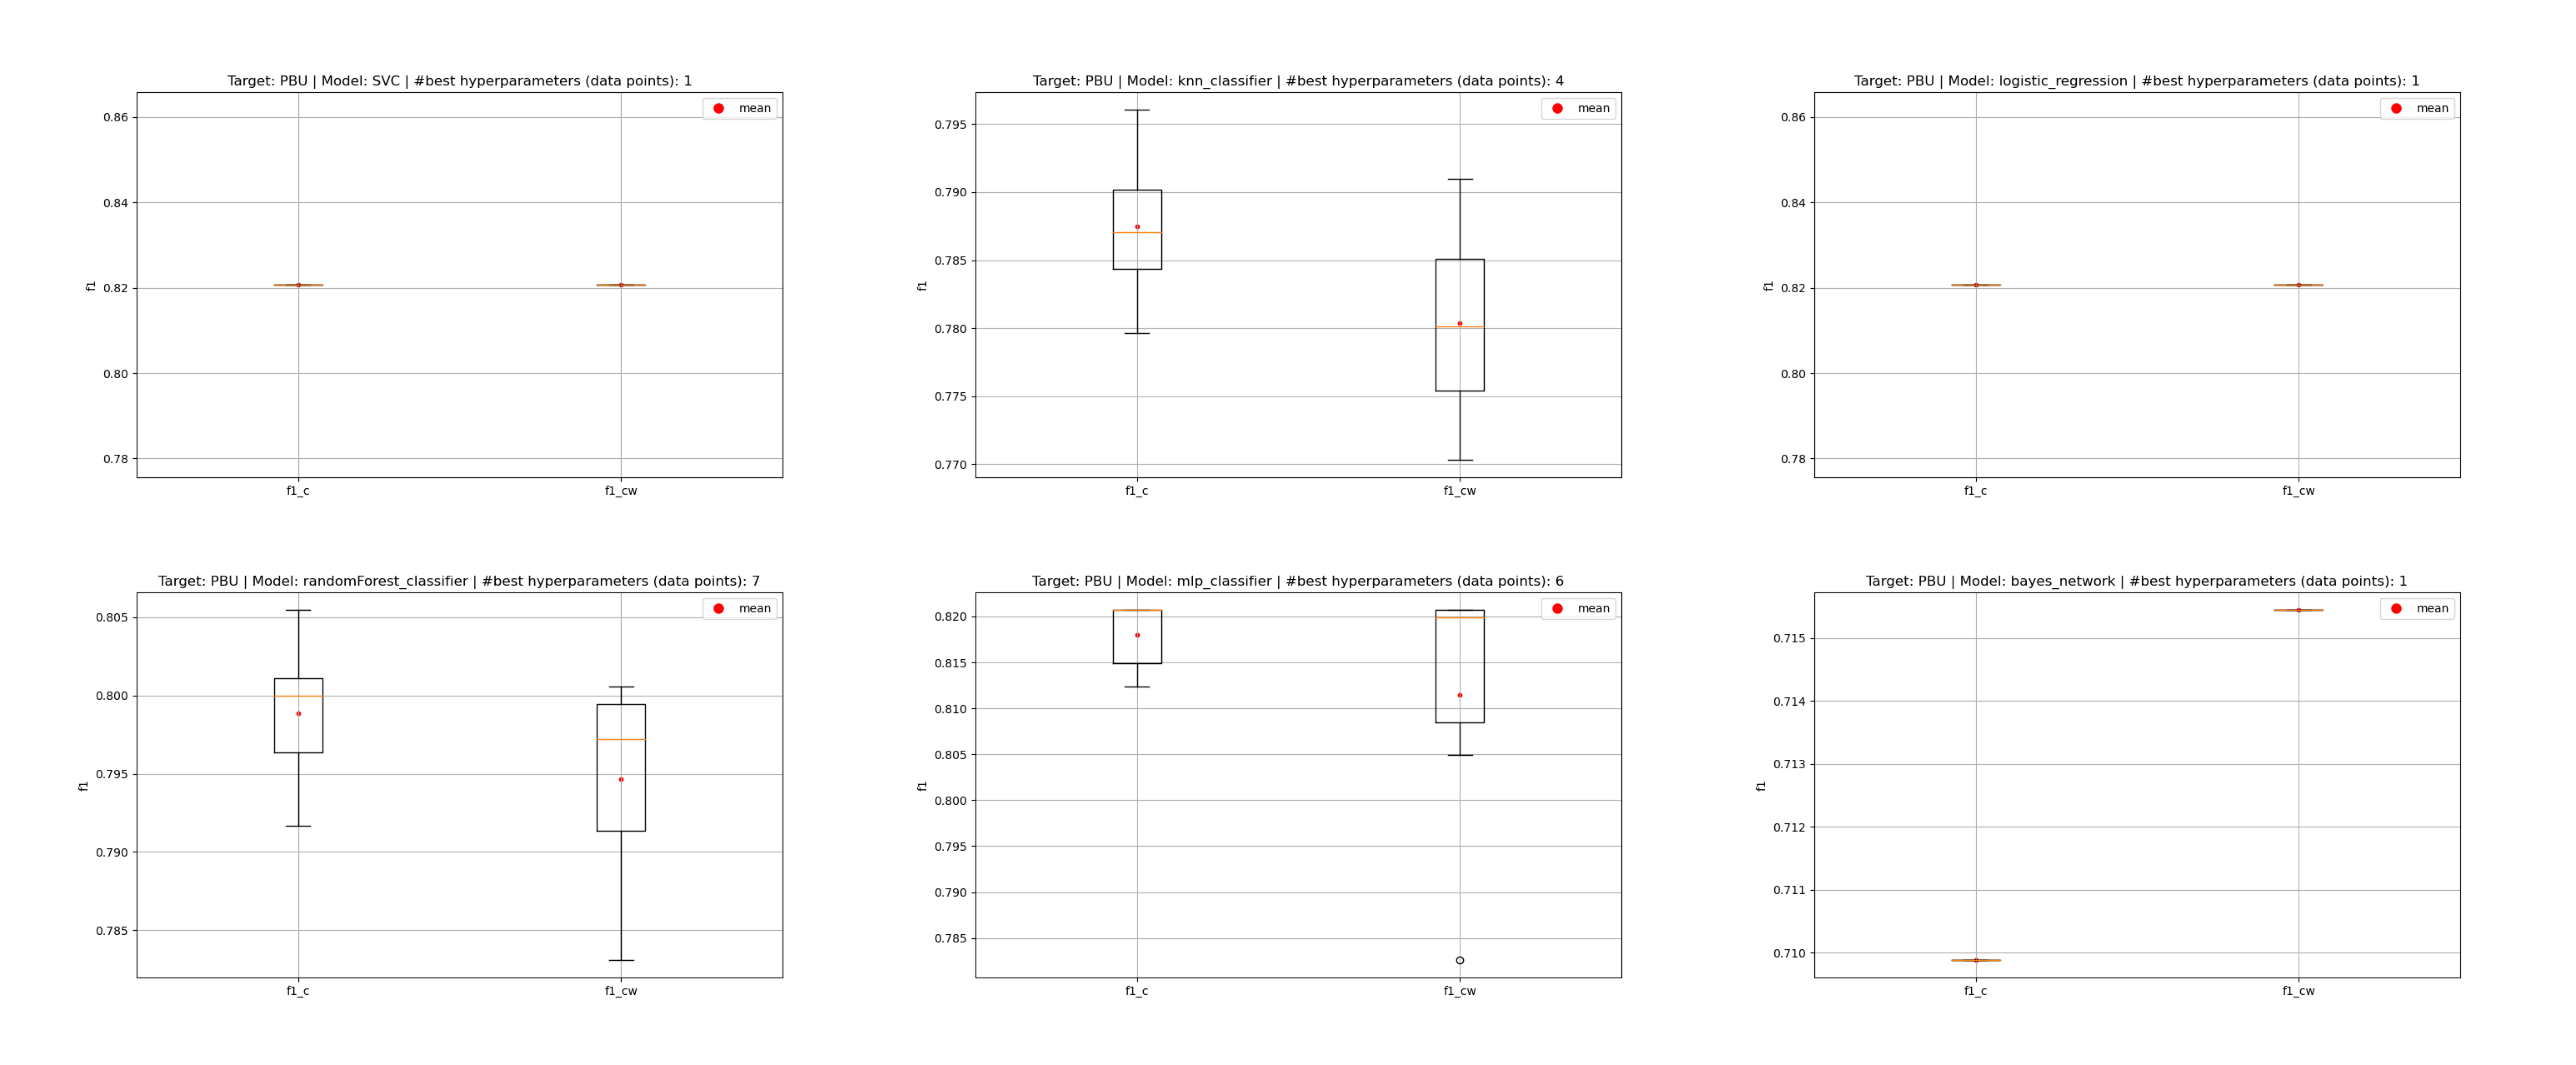 Target: PBU | Model: SVC | #best hyperparameters (data points): 1
mean
0.86
0.84
0.82
0.80
0.78
f1
f1_c
f1_cw
Target: PBU | Model: knn_classifier | #best hyperparameters (data points): 4
mean
0.795
0.790
0.785
0.780
0.775
0.770
f1
f1_c
f1_cw
Target: PBU | Model: logistic_regression | #best hyperparameters (data points): 1
mean
0.86
0.84
0.82
0.80
0.78
f1
f1_c
f1_cw
Target: PBU | Model: randomForest_classifier | #best hyperparameters (data points): 7
mean
0.805
0.800
0.795
0.790
0.785
f1
f1_c
f1_cw
Target: PBU | Model: mlp_classifier | #best hyperparameters (data points): 6
mean
0.820
0.815
0.810
0.805
0.800
0.795
0.790
0.785
f1
f1_c
f1_cw
Target: PBU | Model: bayes_network | #best hyperparameters (data points): 1
mean
0.715
0.714
0.713
0.712
0.711
0.710
f1
f1_c
f1_cw